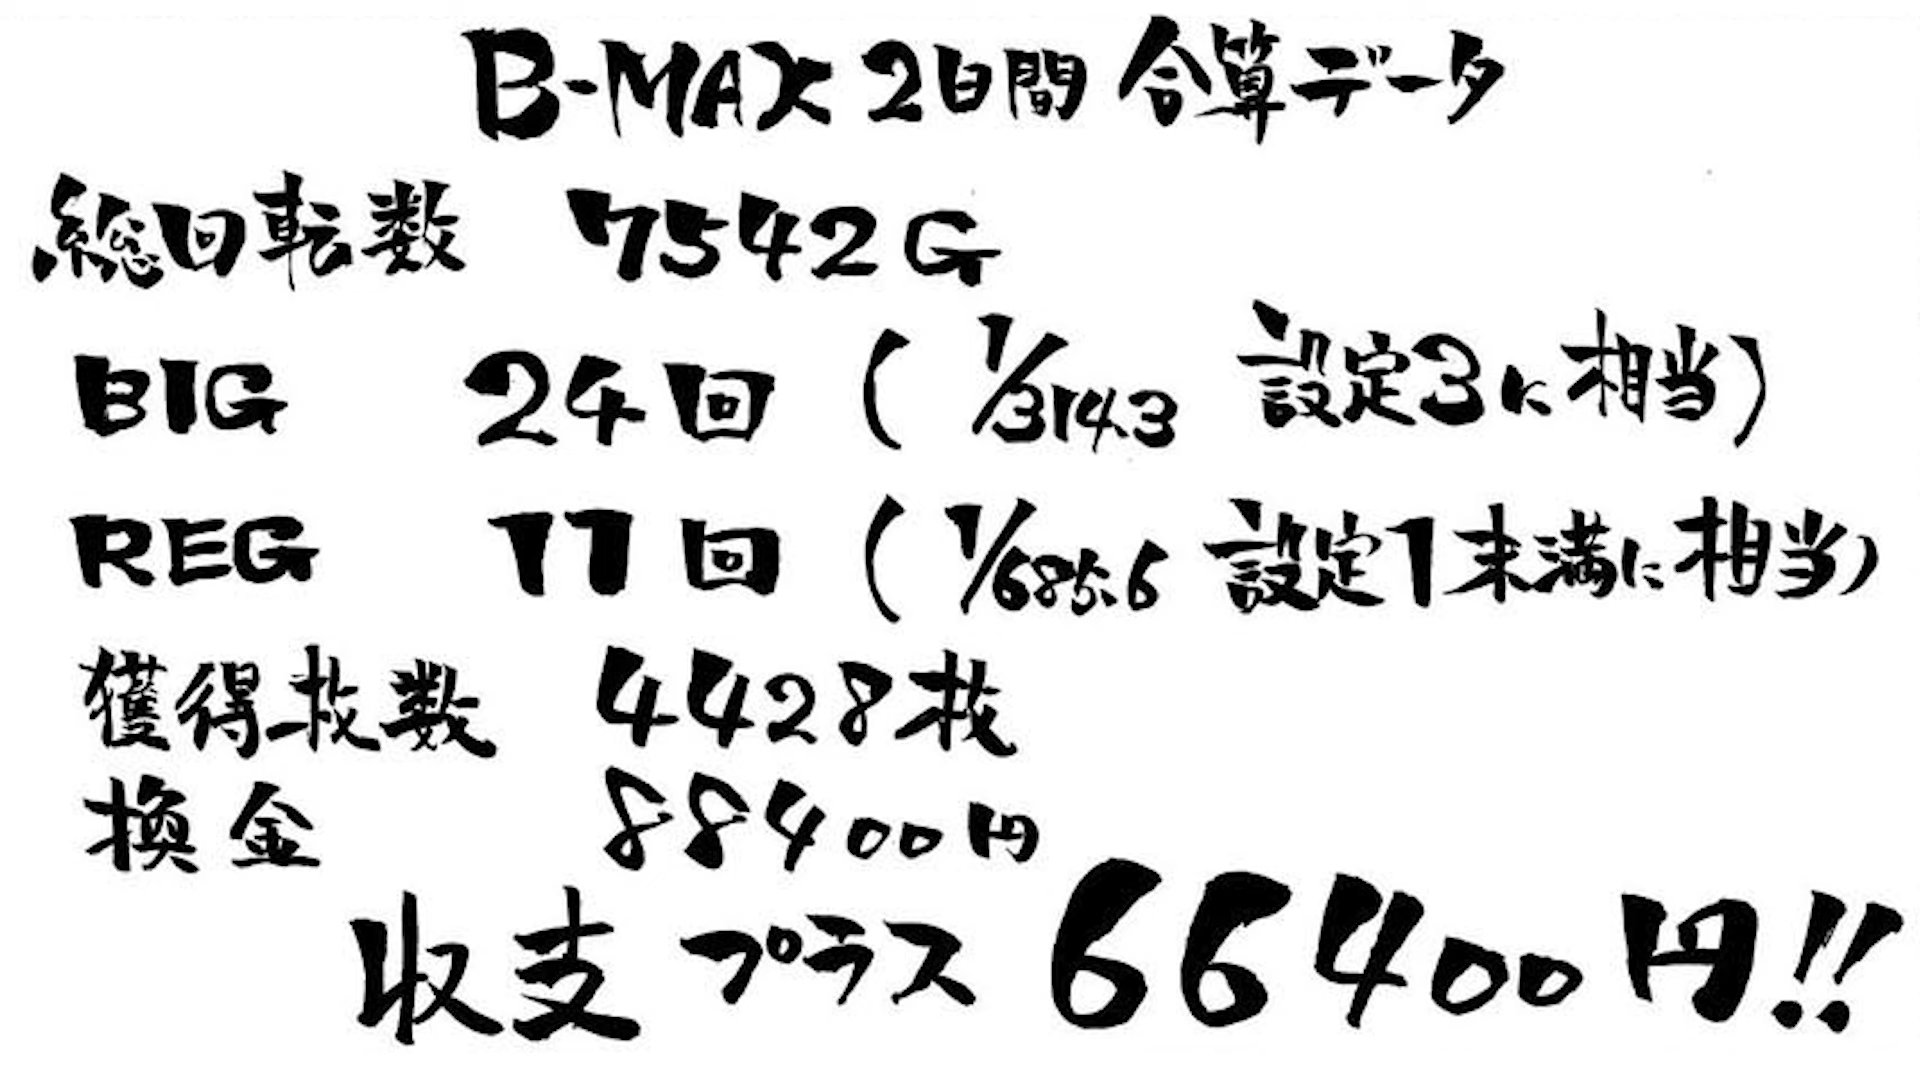 B-MAX 2日間 合算データ
総回転数 7542G
BIG 24回 (1/314.3 設定3に相当)
REG 11回 (1/685.6 設定1未満に相当)
獲得枚数 4428枚
換金 88400円
収支プラス 66400円!!